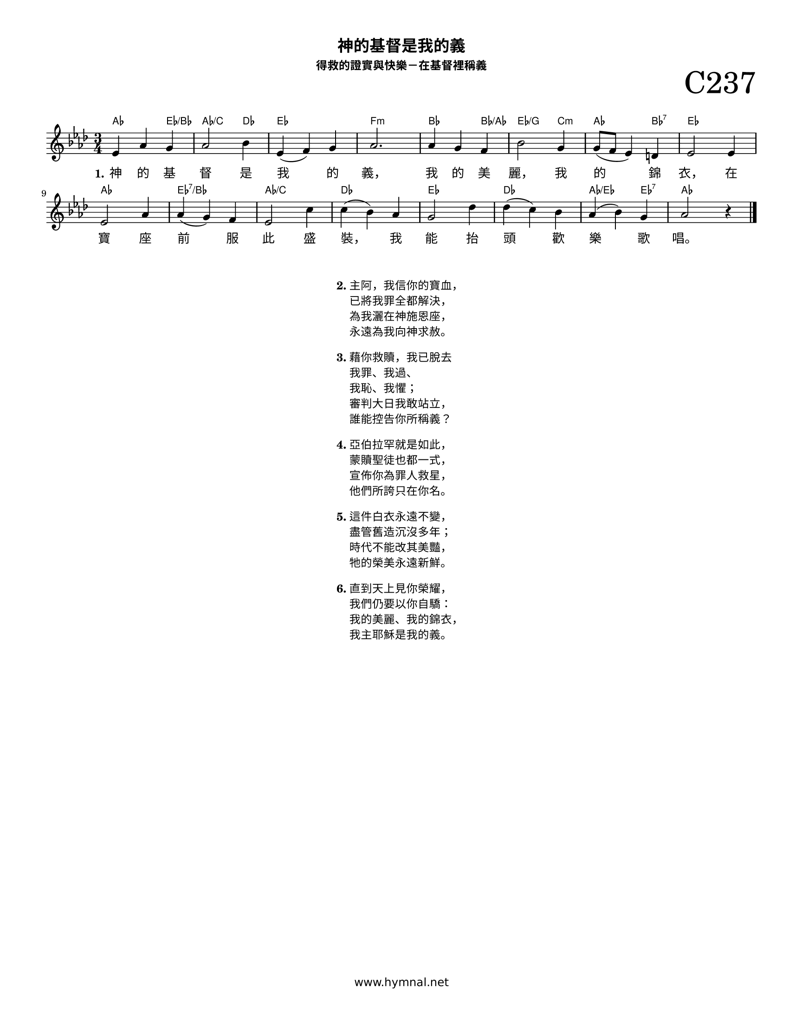 神的基督是我的義
得救的證實與快樂－在基督裡稱義
C237
A♭ E♭/B♭ A♭/C D♭ E♭ Fm B♭ B♭/A♭ E♭/G Cm A♭ B♭7 E♭
3
4
1. 神 的 基 督 是 我 的 義， 我 的 美 麗， 我 的 錦 衣， 在
9
A♭ E♭7/B♭ A♭/C D♭ E♭ D♭ A♭/E♭ E♭7 A♭
寶 座 前 服 此 盛 裝， 我 能 抬 頭 歡 樂 歌 唱。
2. 主阿，我信你的寶血，
已將我罪全都解決，
為我灑在神施恩座，
永遠為我向神求赦。
3. 藉你救贖，我已脫去
我罪、我過、
我恥、我懼；
審判大日我敢站立，
誰能控告你所稱義？
4. 亞伯拉罕就是如此，
蒙贖聖徒也都一式，
宣佈你為罪人救星，
他們所誇只在你名。
5. 這件白衣永遠不變，
盡管舊造沉沒多年；
時代不能改其美豔，
牠的榮美永遠新鮮。
6. 直到天上見你榮耀，
我們仍要以你自驕：
我的美麗、我的錦衣，
我主耶穌是我的義。
www.hymnal.net